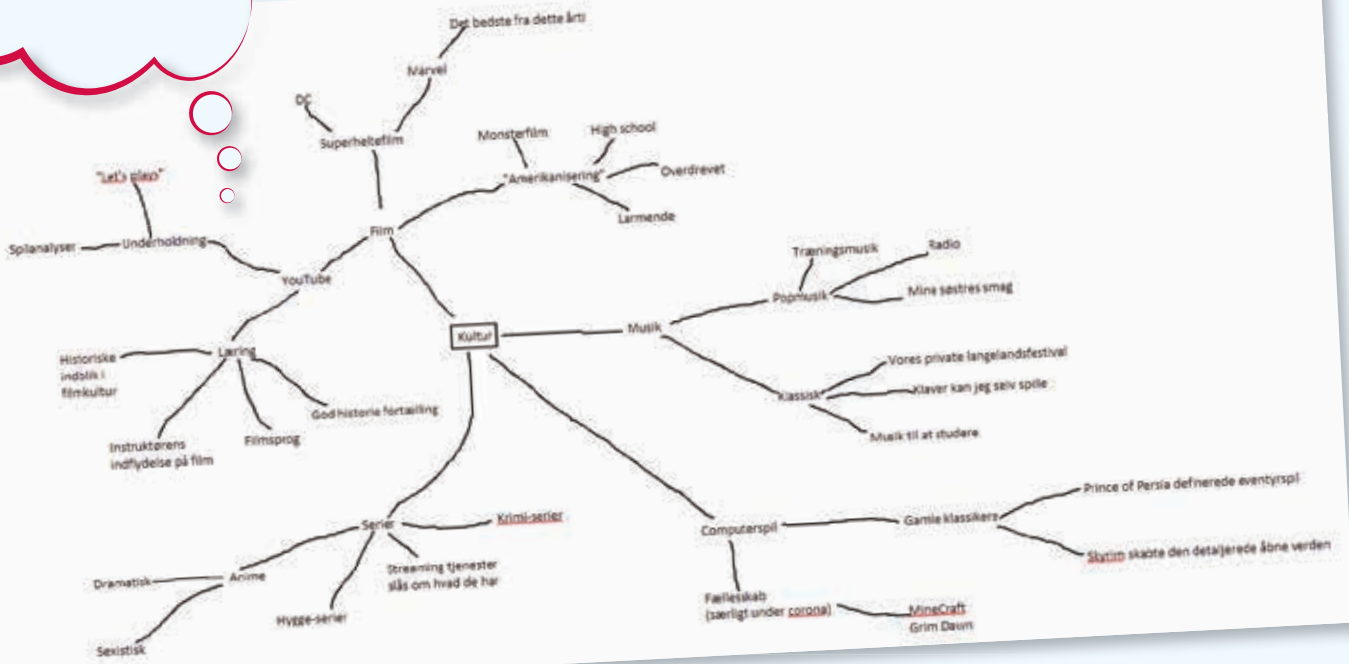 Det bedste fra dette årti
Marvel
DC
Superheltefilm
Monsterfilm
High school
"Amerikanisering"
Overdrevet
Larmende
"Let's plays"
Film
Spilanalyser
Underholdning
YouTube
Træningsmusik
Radio
Popmusik
Mine søstres smag
Kultur
Musik
Læring
Historiske
indblik i
filmkultur
God historie fortælling
Filmsprog
Instruktørens
indflydelse på film
Vores private langelandsfestival
Klassisk
Klaver kan jeg selv spille
Musik til at studere
Serier
Krimi-serier
Streaming tjenester
slås om hvad de har
Anime
Dramatisk
Hygge-serier
Sexistisk
Computerspil
Gamle klassikere
Prince of Persia definerede eventyrspil
Skyrim skabte den detaljerede åbne verden
Fællesskab
(særligt under corona)
MineCraft
Grim Dawn